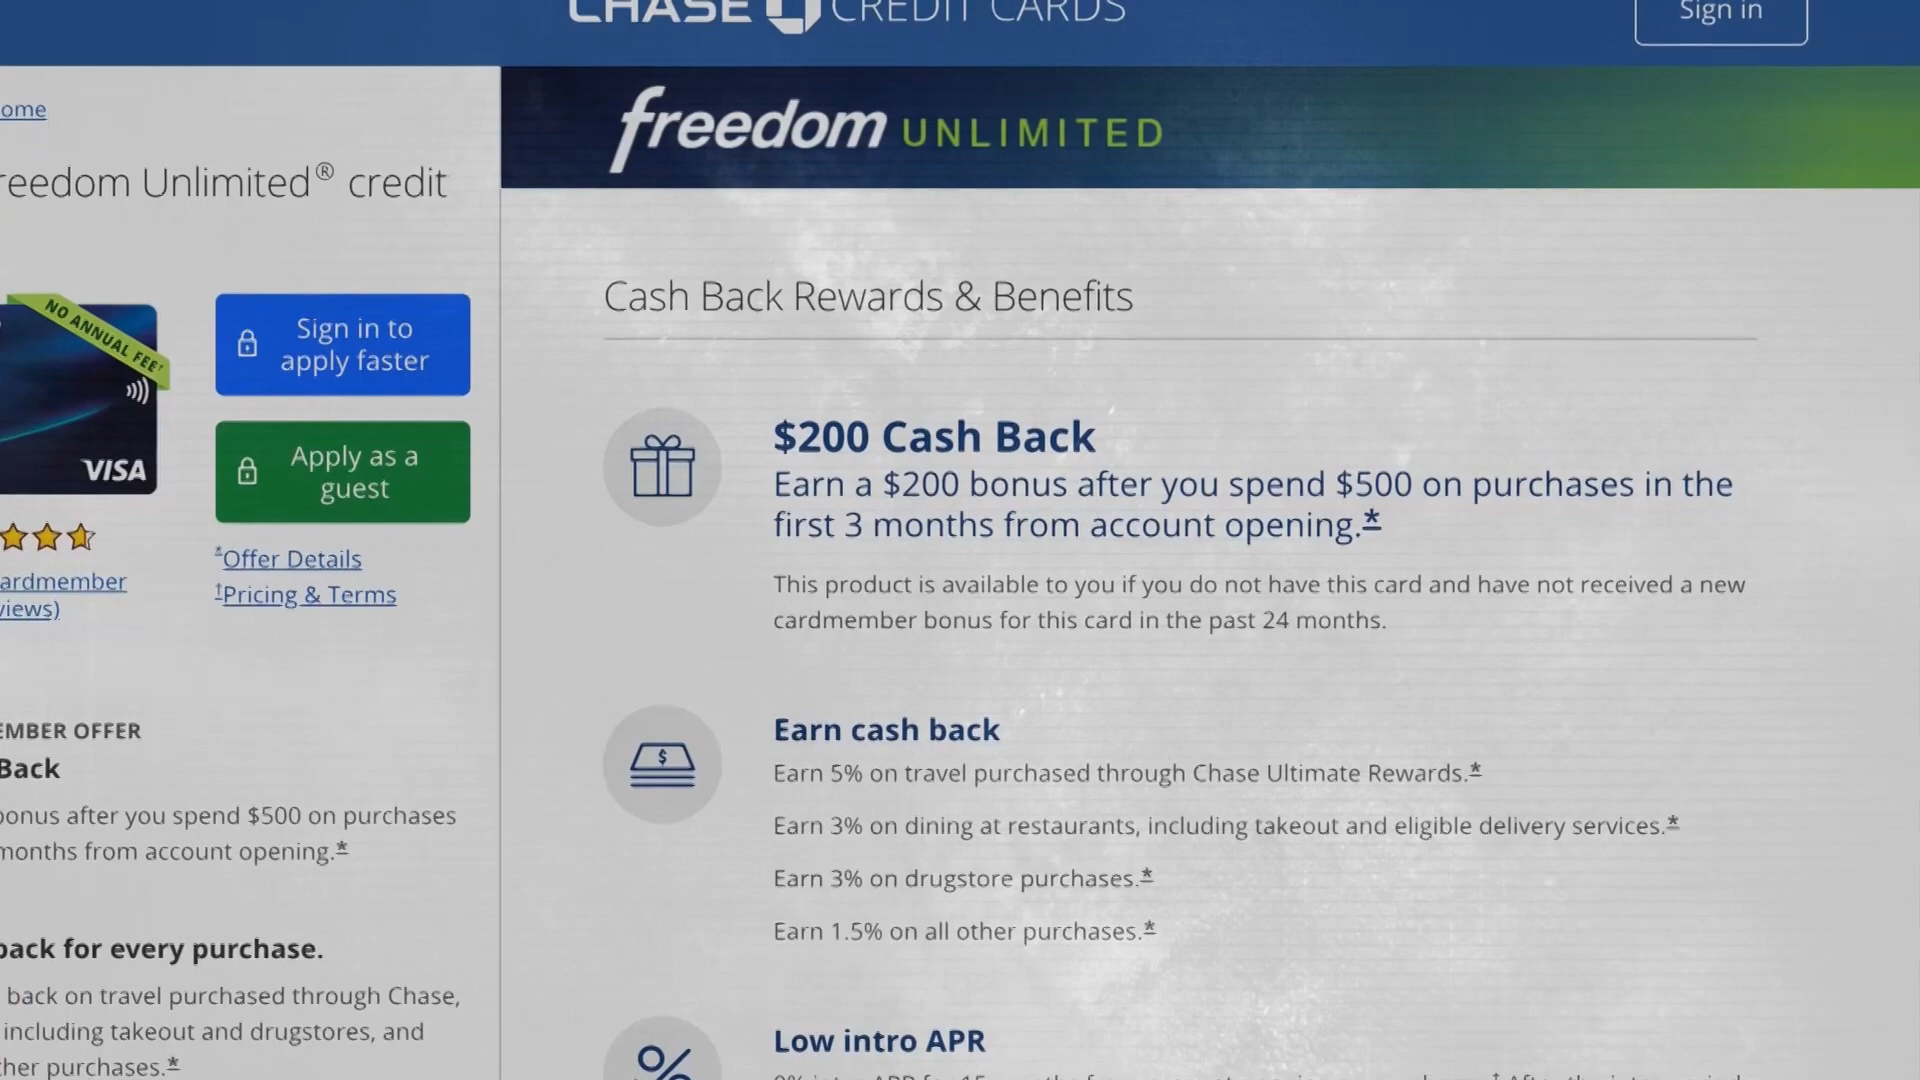 CHASE CREDIT CARDS
Sign in
ome
reedom Unlimited® credit
NO ANNUAL FEE†
VISA
Sign in to
apply faster
Apply as a
guest
*Offer Details
†Pricing & Terms
ardmember
views)
EMBER OFFER
Back
bonus after you spend $500 on purchases
months from account opening.*
back for every purchase.
back on travel purchased through Chase,
including takeout and drugstores, and
ther purchases.*
freedom UNLIMITED
Cash Back Rewards & Benefits
$200 Cash Back
Earn a $200 bonus after you spend $500 on purchases in the
first 3 months from account opening.*
This product is available to you if you do not have this card and have not received a new
cardmember bonus for this card in the past 24 months.
Earn cash back
Earn 5% on travel purchased through Chase Ultimate Rewards.*
Earn 3% on dining at restaurants, including takeout and eligible delivery services.*
Earn 3% on drugstore purchases.*
Earn 1.5% on all other purchases.*
Low intro APR